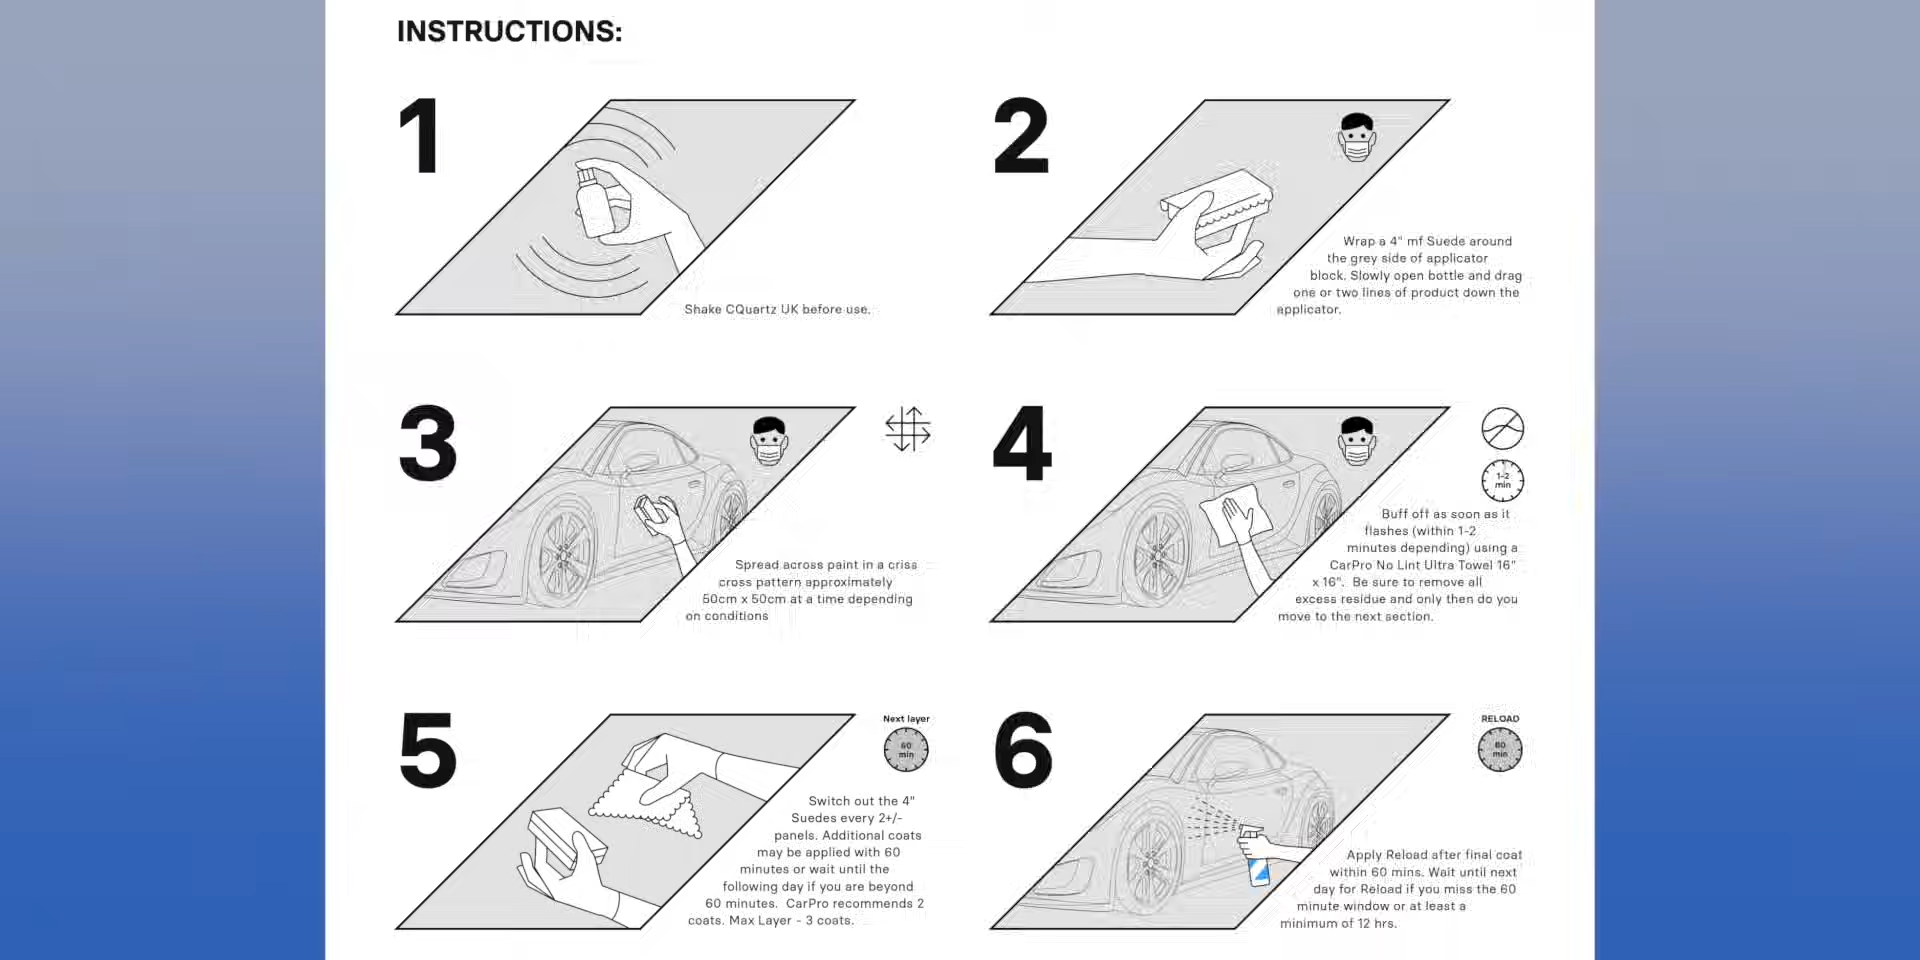 INSTRUCTIONS:
1
Shake CQuartz UK before use.
2
Wrap a 4" mf Suede around
the grey side of applicator
block. Slowly open bottle and drag
one or two lines of product down the
applicator.
3
Spread across paint in a criss
cross pattern approximately
50cm x 50cm at a time depending
on conditions
4
1-2
min
Buff off as soon as it
flashes (within 1-2
minutes depending) using a
CarPro No Lint Ultra Towel 16"
x 16". Be sure to remove all
excess residue and only then do you
move to the next section.
5
Next layer
60
min
Switch out the 4"
Suedes every 2+/-
panels. Additional coats
may be applied with 60
minutes or wait until the
following day if you are beyond
60 minutes. CarPro recommends 2
coats. Max Layer - 3 coats.
6
RELOAD
60
min
Apply Reload after final coat
within 60 mins. Wait until next
day for Reload if you miss the 60
minute window or at least a
minimum of 12 hrs.